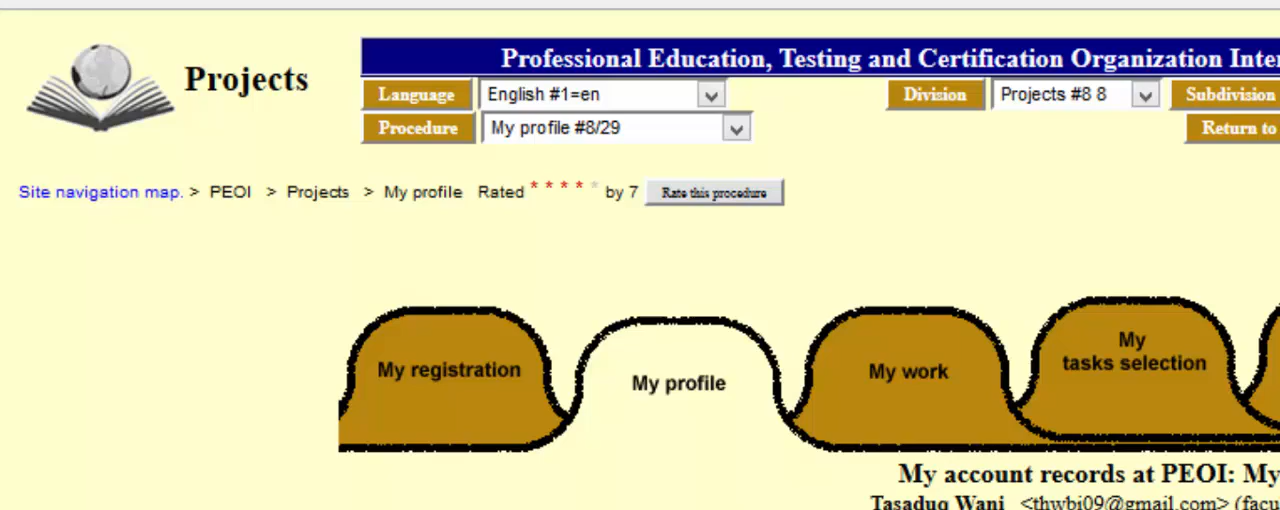 Projects
Professional Education, Testing and Certification Organization
Language English #1=en Division Projects #8 8 Subdivision
Procedure My profile #8/29 Return to
Site navigation map. > PEOI > Projects > My profile Rated * * * * * by 7 Rate this procedure
My registration
My profile
My work
My
tasks selection
My account records at PEOI: My
Tasaduq Wani <thwbi09@gmail.com>